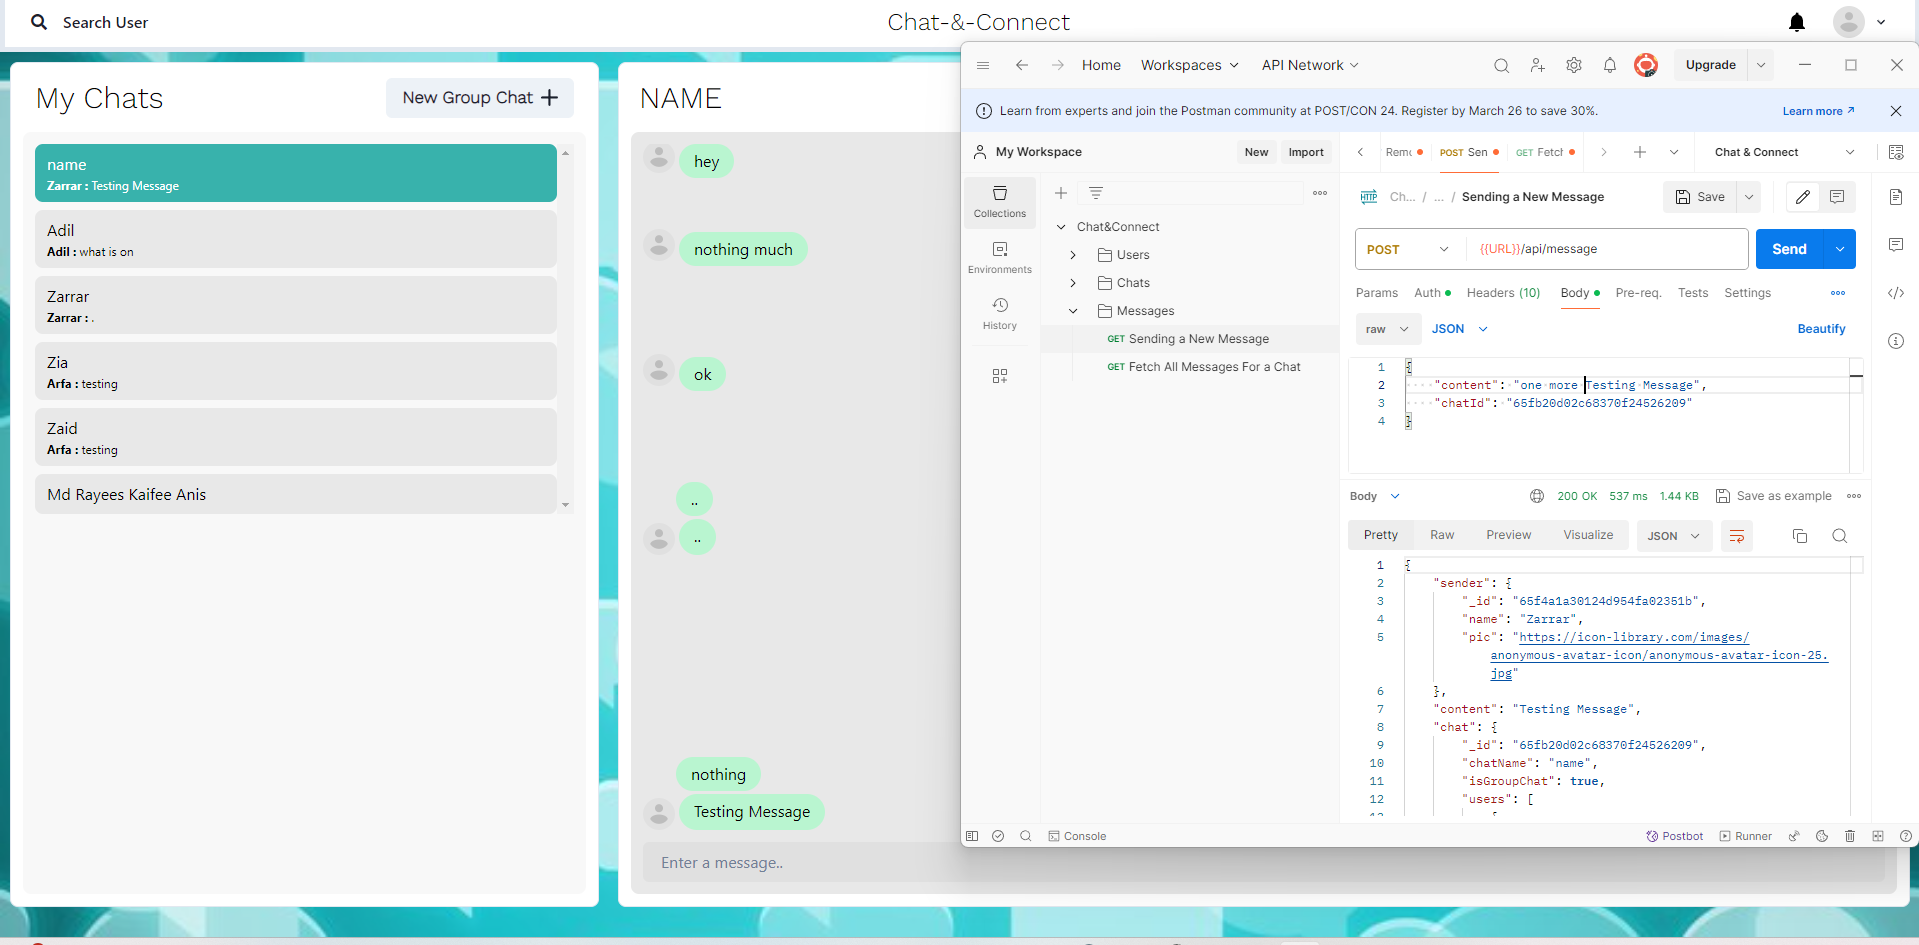 Search User
Chat-&-Connect
My Chats
New Group Chat
name
Zarrar : Testing Message
Adil
Adil : what is on
Zarrar
Zarrar : .
Zia
Arfa : testing
Zaid
Arfa : testing
Md Rayees Kaifee Anis
NAME
hey
nothing much
ok
..
..
nothing
Testing Message
Enter a message..
Home Workspaces API Network Upgrade
Learn from experts and join the Postman community at POST/CON 24. Register by March 26 to save 30%. Learn more
My Workspace New Import
Collections
Environments
History
Chat&Connect
Users
Chats
Messages
GET Sending a New Message
GET Fetch All Messages For a Chat
POST Sen GET Chat & Connect
HTTP Ch... / ... / Sending a New Message Save
POST {{URL}}/api/message Send
Params Auth Headers (10) Body Pre-req. Tests Settings
raw JSON Beautify
1 {
2 "content": "one more Testing Message",
3 "chatId": "65fb20d02c68370f24526209"
4 }
Body 200 OK 537 ms 1.44 KB Save as example
Pretty Raw Preview Visualize JSON
1 {
2 "sender": {
3 "_id": "65f4a1a30124d954fa02351b",
4 "name": "Zarrar",
5 "pic": "https://icon-library.com/images/
anonymous-avatar-icon/anonymous-avatar-icon-25.
jpg"
6 },
7 "content": "Testing Message",
8 "chat": {
9 "_id": "65fb20d02c68370f24526209",
10 "chatName": "name",
11 "isGroupChat": true,
12 "users": [
Console Postbot Runner